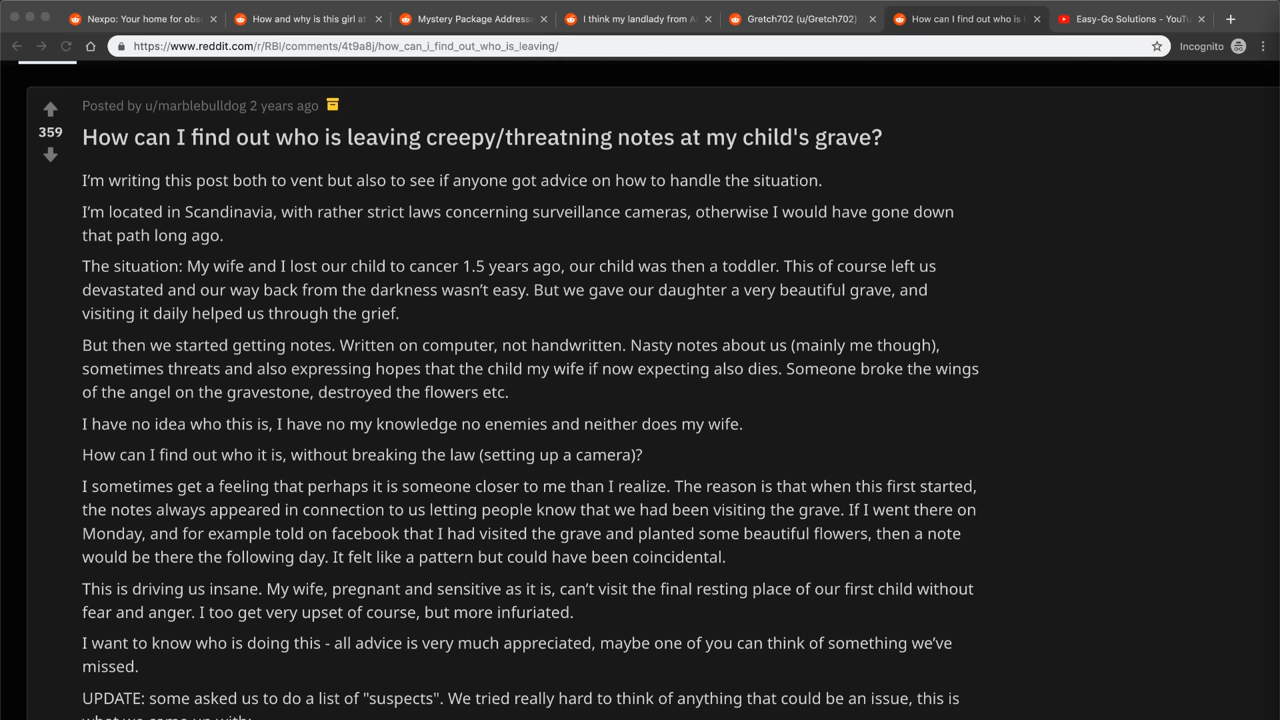 Nexpo: Your home for obs
How and why is this girl at
Mystery Package Addresse
I think my landlady from A
Gretch702 (u/Gretch702)
How can I find out who is
Easy-Go Solutions - YouTu
https://www.reddit.com/r/RBI/comments/4t9a8j/how_can_i_find_out_who_is_leaving/
Incognito
Posted by u/marblebulldog 2 years ago
359
How can I find out who is leaving creepy/threatning notes at my child's grave?
I'm writing this post both to vent but also to see if anyone got advice on how to handle the situation.
I'm located in Scandinavia, with rather strict laws concerning surveillance cameras, otherwise I would have gone down
that path long ago.
The situation: My wife and I lost our child to cancer 1.5 years ago, our child was then a toddler. This of course left us
devastated and our way back from the darkness wasn't easy. But we gave our daughter a very beautiful grave, and
visiting it daily helped us through the grief.
But then we started getting notes. Written on computer, not handwritten. Nasty notes about us (mainly me though),
sometimes threats and also expressing hopes that the child my wife if now expecting also dies. Someone broke the wings
of the angel on the gravestone, destroyed the flowers etc.
I have no idea who this is, I have no my knowledge no enemies and neither does my wife.
How can I find out who it is, without breaking the law (setting up a camera)?
I sometimes get a feeling that perhaps it is someone closer to me than I realize. The reason is that when this first started,
the notes always appeared in connection to us letting people know that we had been visiting the grave. If I went there on
Monday, and for example told on facebook that I had visited the grave and planted some beautiful flowers, then a note
would be there the following day. It felt like a pattern but could have been coincidental.
This is driving us insane. My wife, pregnant and sensitive as it is, can't visit the final resting place of our first child without
fear and anger. I too get very upset of course, but more infuriated.
I want to know who is doing this - all advice is very much appreciated, maybe one of you can think of something we've
missed.
UPDATE: some asked us to do a list of "suspects". We tried really hard to think of anything that could be an issue, this is
what we came up with: